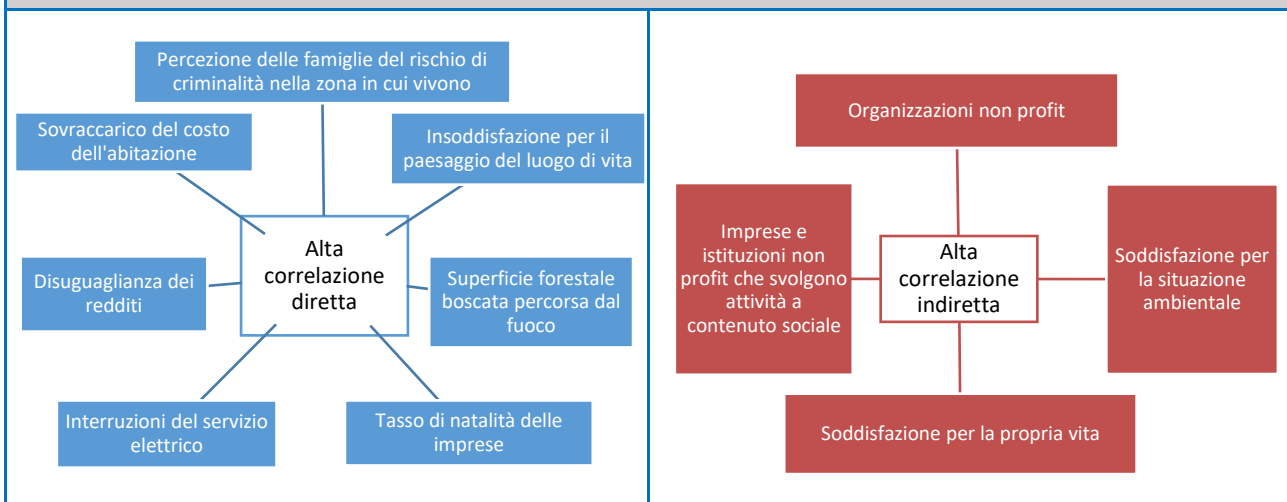 Percezione delle famiglie del rischio di
criminalità nella zona in cui vivono
Sovraccarico del costo
dell'abitazione
Insoddisfazione per il
paesaggio del luogo di vita
Alta
correlazione
diretta
Disuguaglianza dei
redditi
Superficie forestale
boscata percorsa dal
fuoco
Interruzioni del servizio
elettrico
Tasso di natalità delle
imprese
Organizzazioni non profit
Imprese e
istituzioni non
profit che svolgono
attività a
contenuto sociale
Alta
correlazione
indiretta
Soddisfazione per
la situazione
ambientale
Soddisfazione per la propria vita